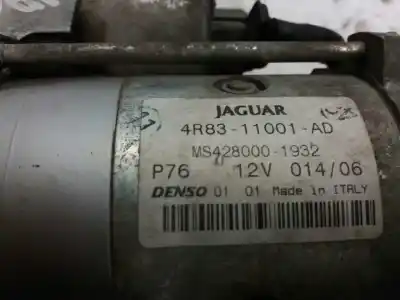 JAGUAR
4R83-11001-AD
MS428000-1932
P76 12V 014/06
DENSO 01 01 Made in ITALY